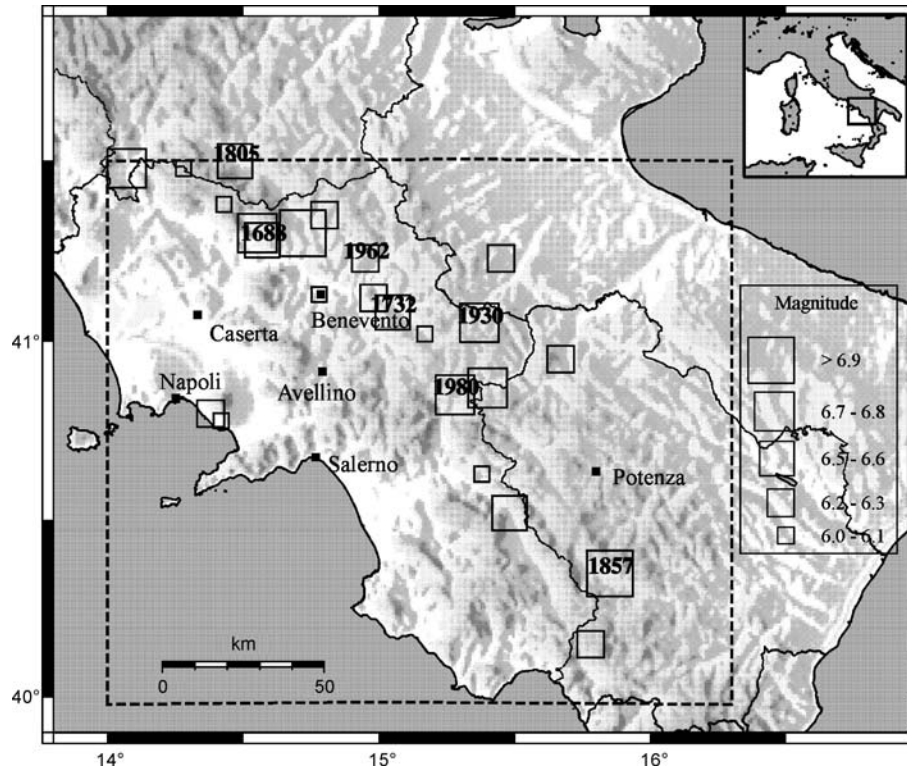 1805
1688
1962
1732
1930
1980
1857
Caserta
Benevento
Avellino
Napoli
Salerno
Potenza
Magnitude
> 6.9
6.7 - 6.8
6.5 - 6.6
6.2 - 6.3
6.0 - 6.1
km
0 50
41°
40°
14° 15° 16°